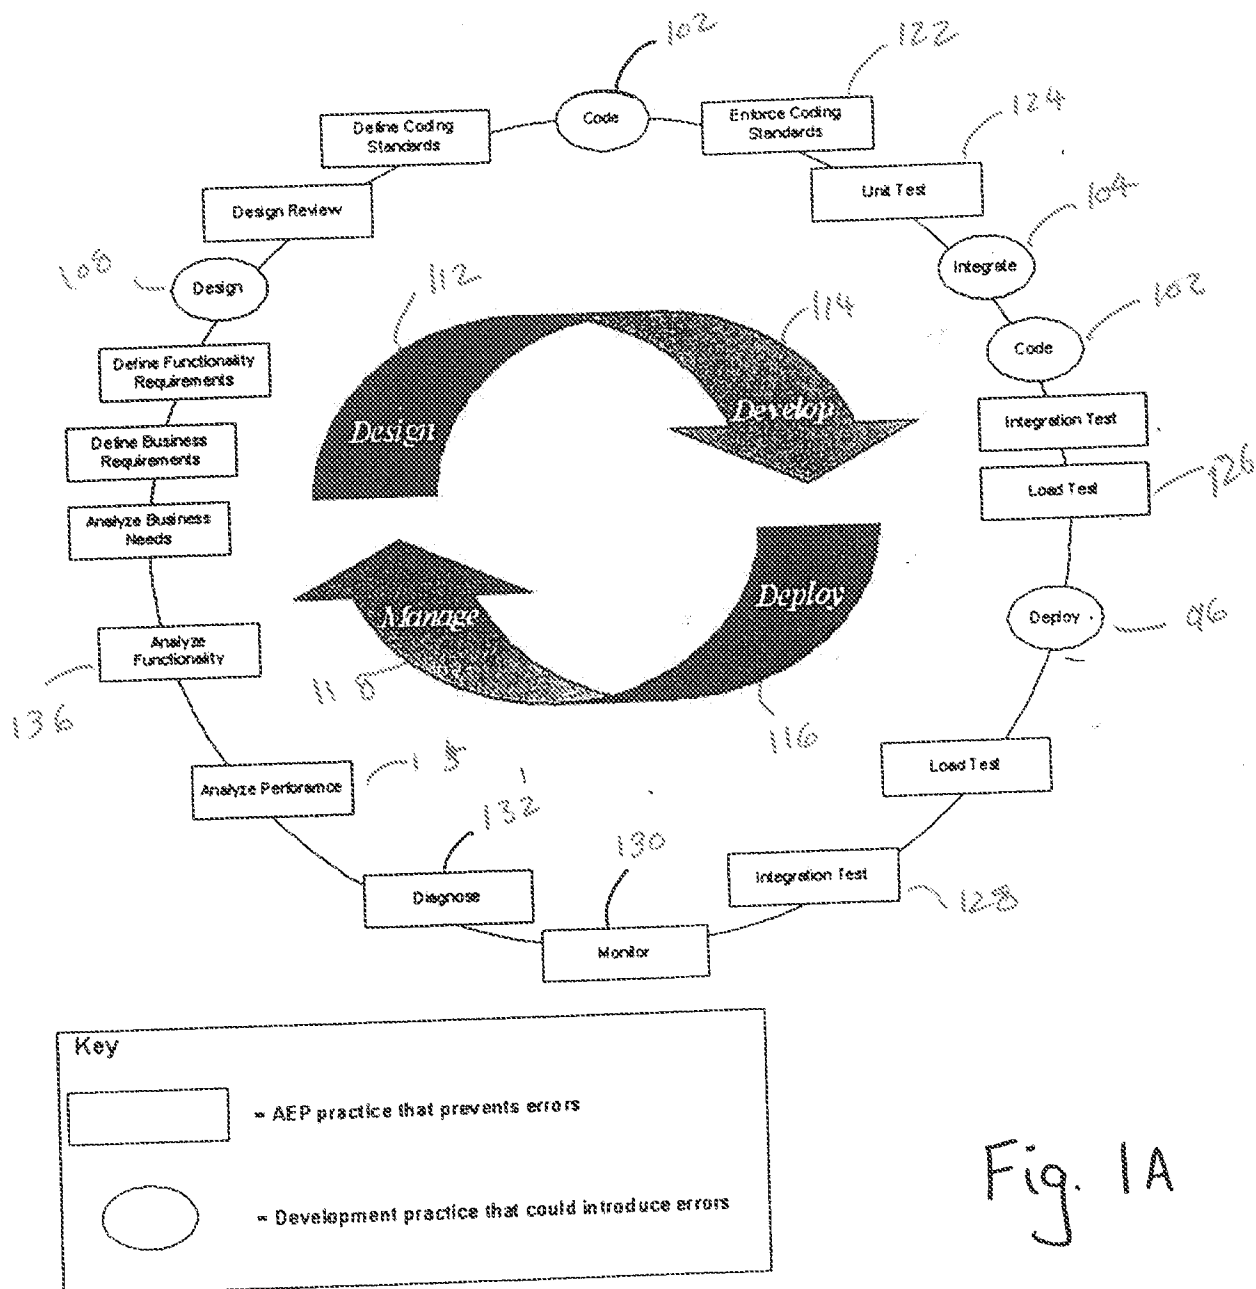 102
122
Code
Define Coding
Standards
Enforce Coding
Standards
124
Design Review
Unit Test
104
108
Design
Integrate
112
114
102
Code
Define Functionality
Requirements
Design
Develop
Integration Test
Define Business
Requirements
Load Test
126
Analyze Business
Needs
Manage
Deploy
Deploy
96
Analyze
Functionality
136
118
116
Analyze Perforamce
Load Test
132
130
Diagnose
Integration Test
128
Monitor
Key
= AEP practice that prevents errors
= Development practice that could introduce errors
Fig. 1A